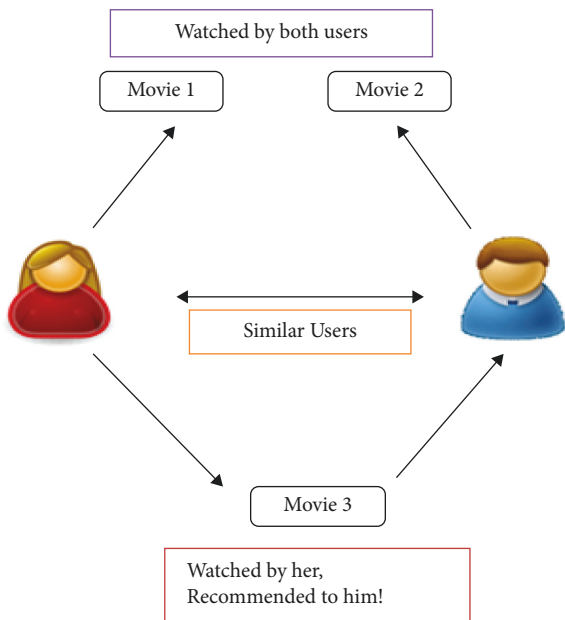 Watched by both users
Movie 1
Movie 2
Similar Users
Movie 3
Watched by her,
Recommended to him!